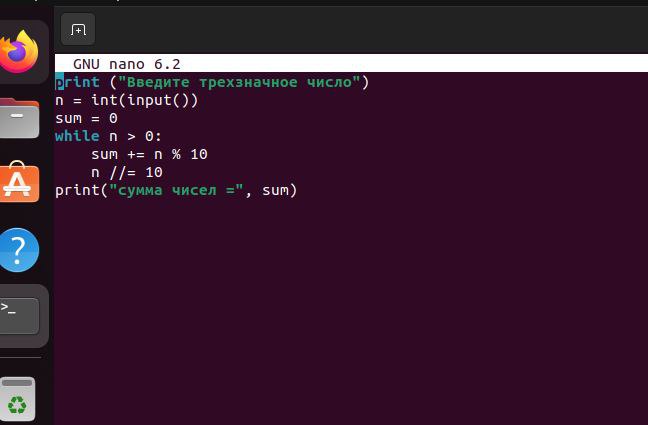 GNU nano 6.2
print ("Введите трехзначное число")
n = int(input())
sum = 0
while n > 0:
    sum += n % 10
    n //= 10
print("сумма чисел =", sum)